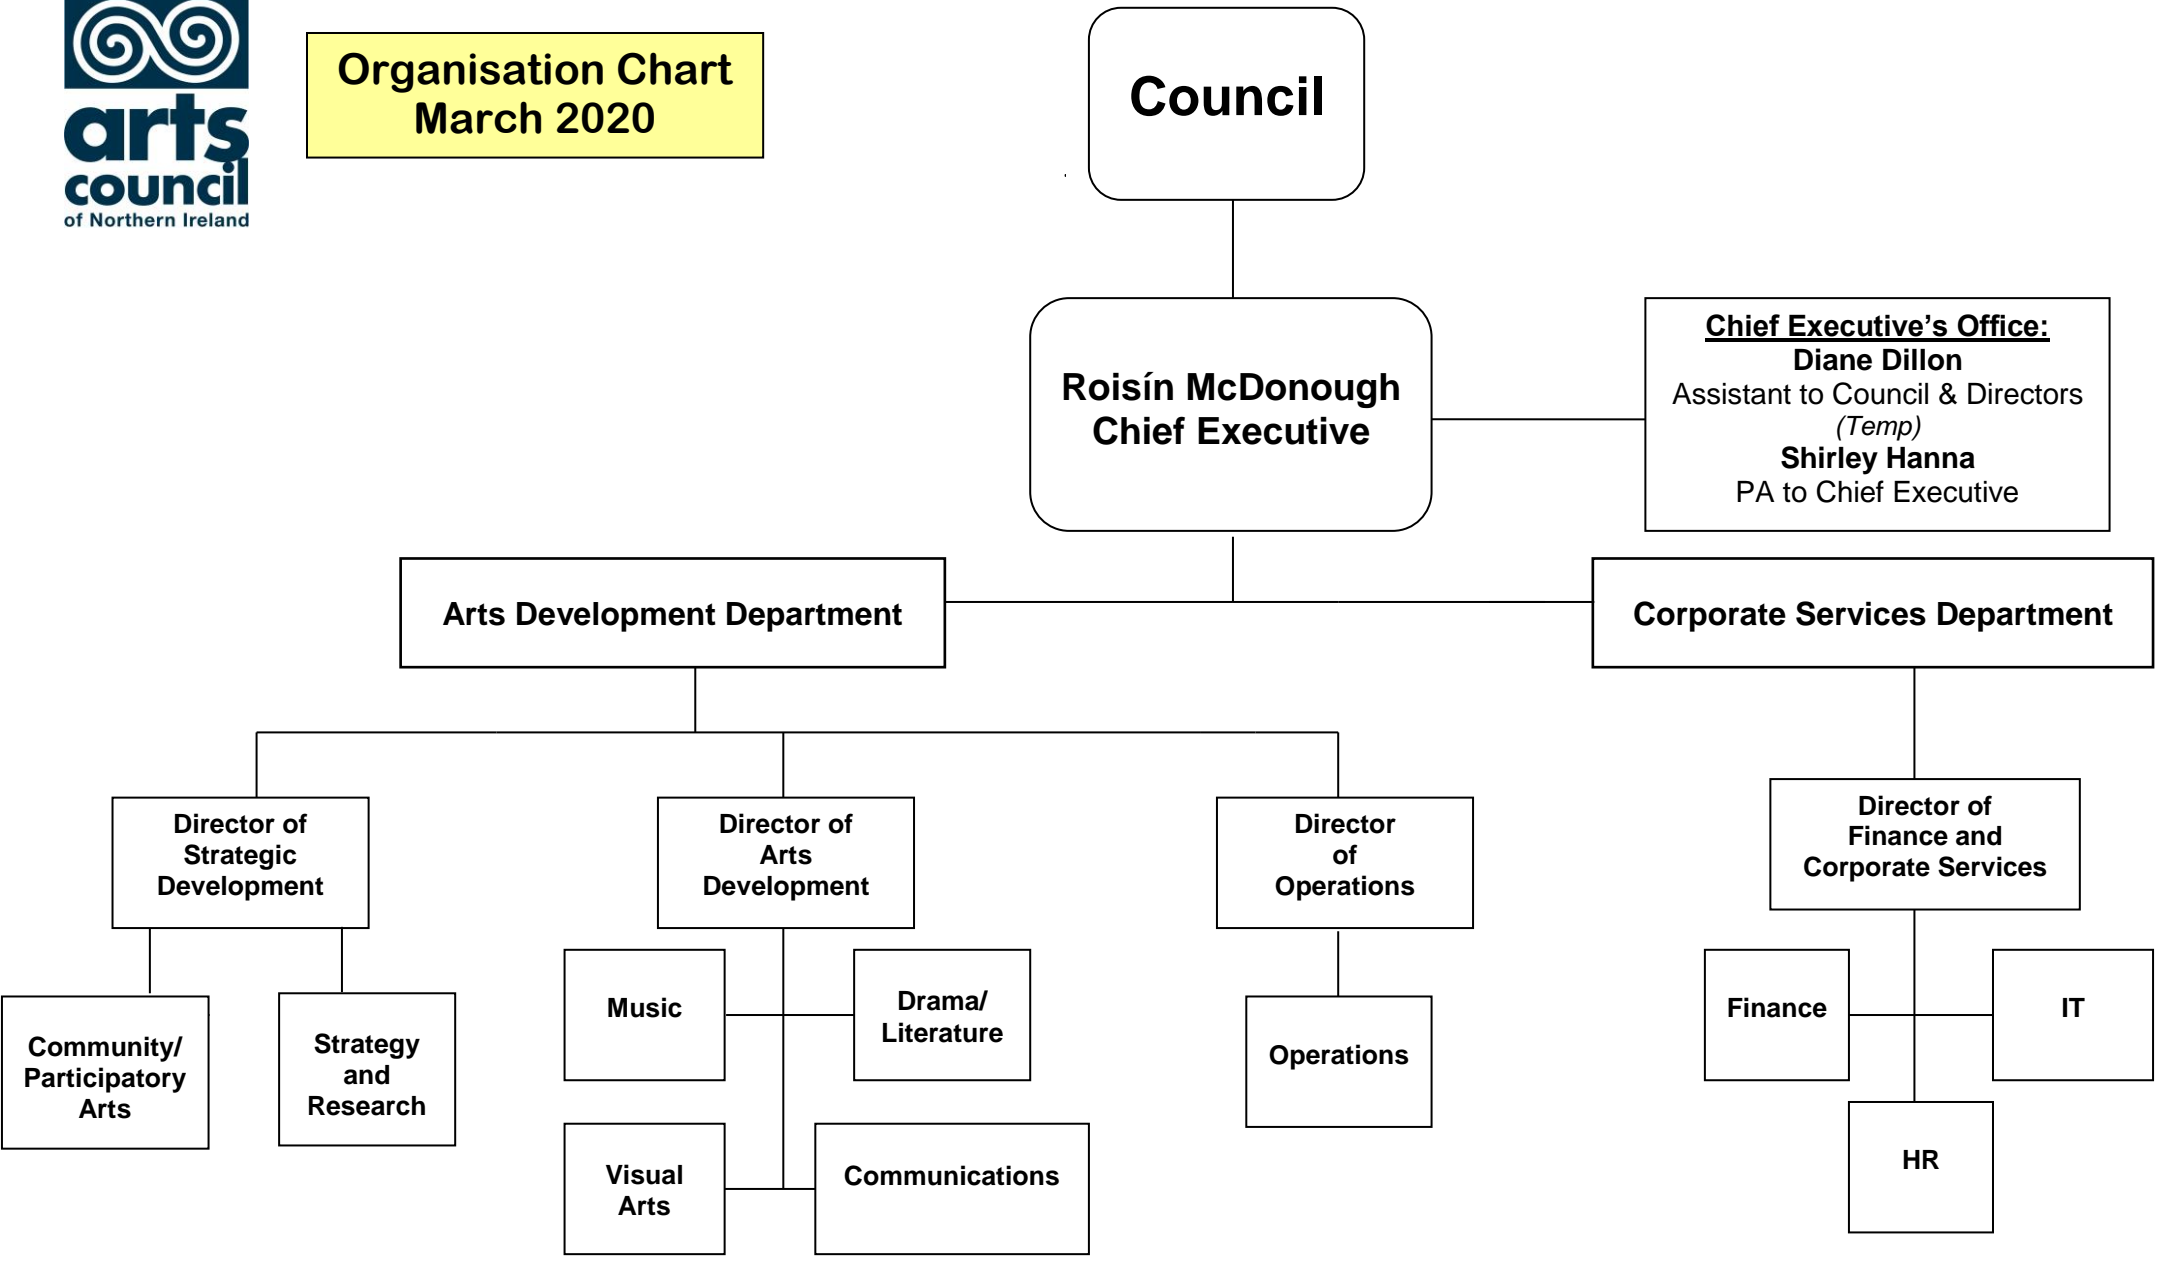 arts
council
of Northern Ireland
Organisation Chart
March 2020
Council
Roisín McDonough
Chief Executive
Chief Executive’s Office:
Diane Dillon
Assistant to Council & Directors
(Temp)
Shirley Hanna
PA to Chief Executive
Arts Development Department
Corporate Services Department
Director of
Strategic
Development
Director of
Arts
Development
Director
of
Operations
Director of
Finance and
Corporate Services
Community/
Participatory
Arts
Strategy
and
Research
Music
Drama/
Literature
Visual
Arts
Communications
Operations
Finance
IT
HR